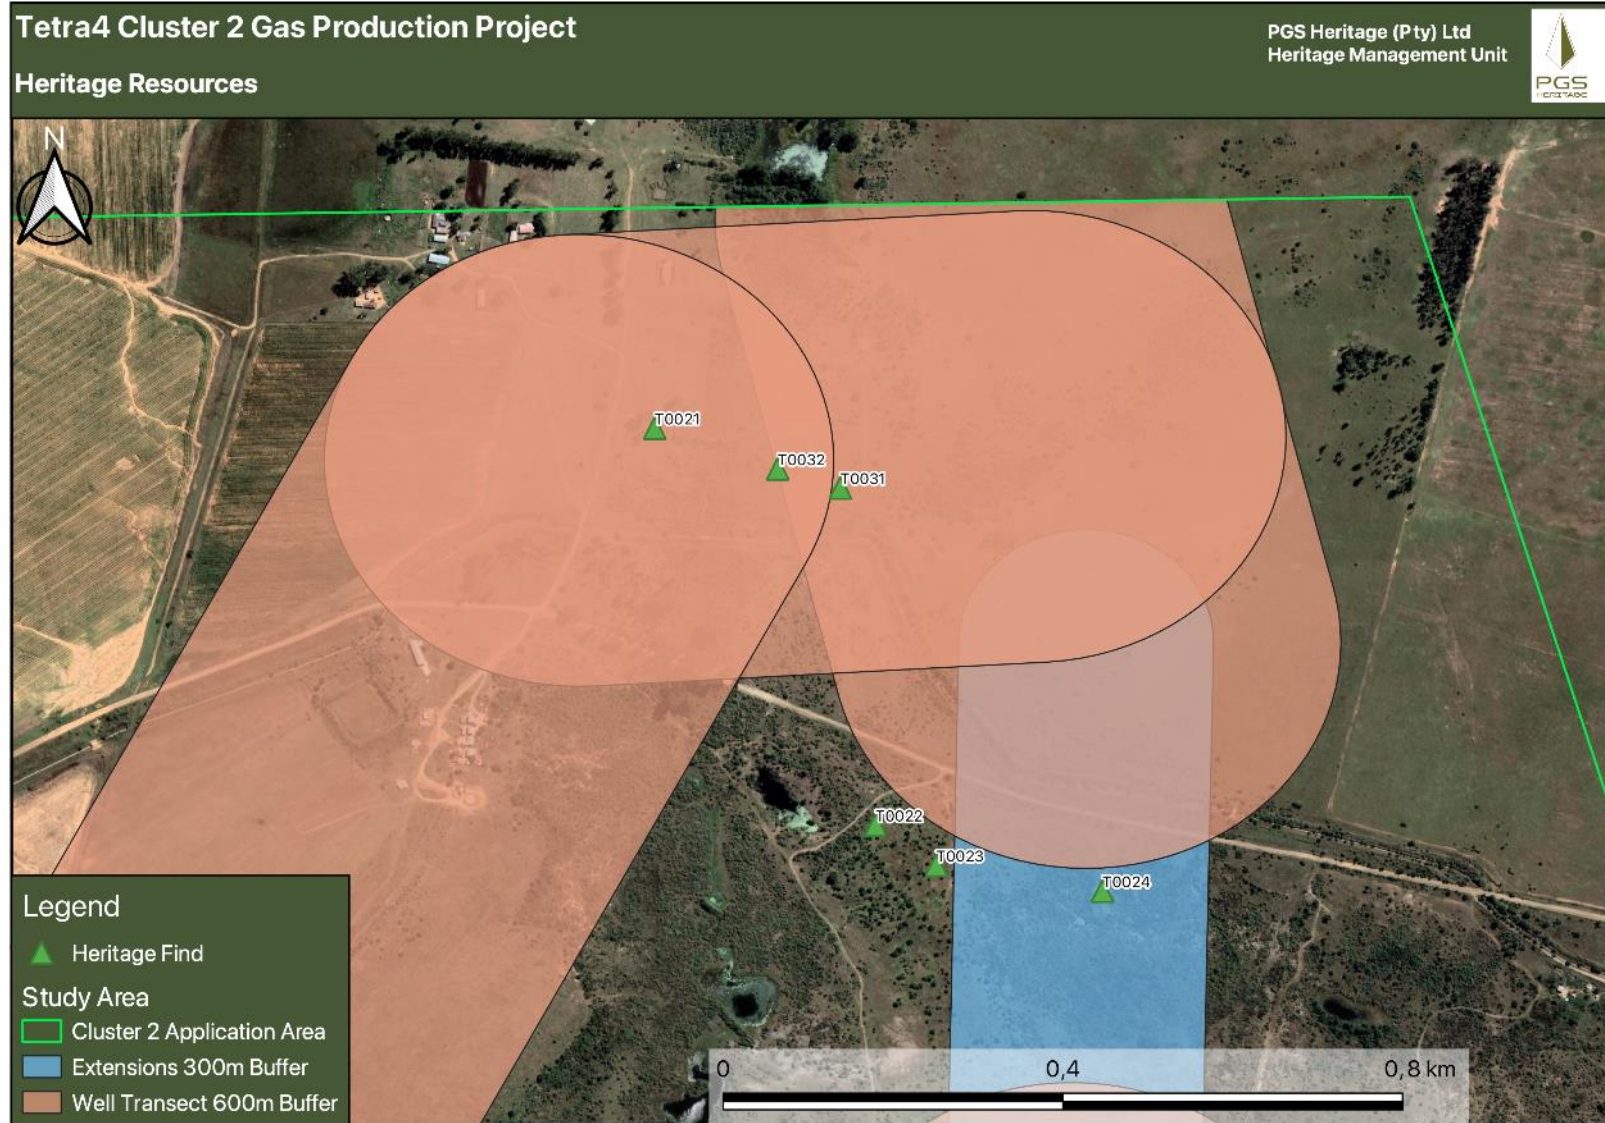 Tetra4 Cluster 2 Gas Production Project
Heritage Resources
PGS Heritage (Pty) Ltd
Heritage Management Unit
PGS
HERITAGE
N
T0021
T0032
T0031
T0022
T0023
T0024
Legend
Heritage Find
Study Area
Cluster 2 Application Area
Extensions 300m Buffer
Well Transect 600m Buffer
0 0,4 0,8 km